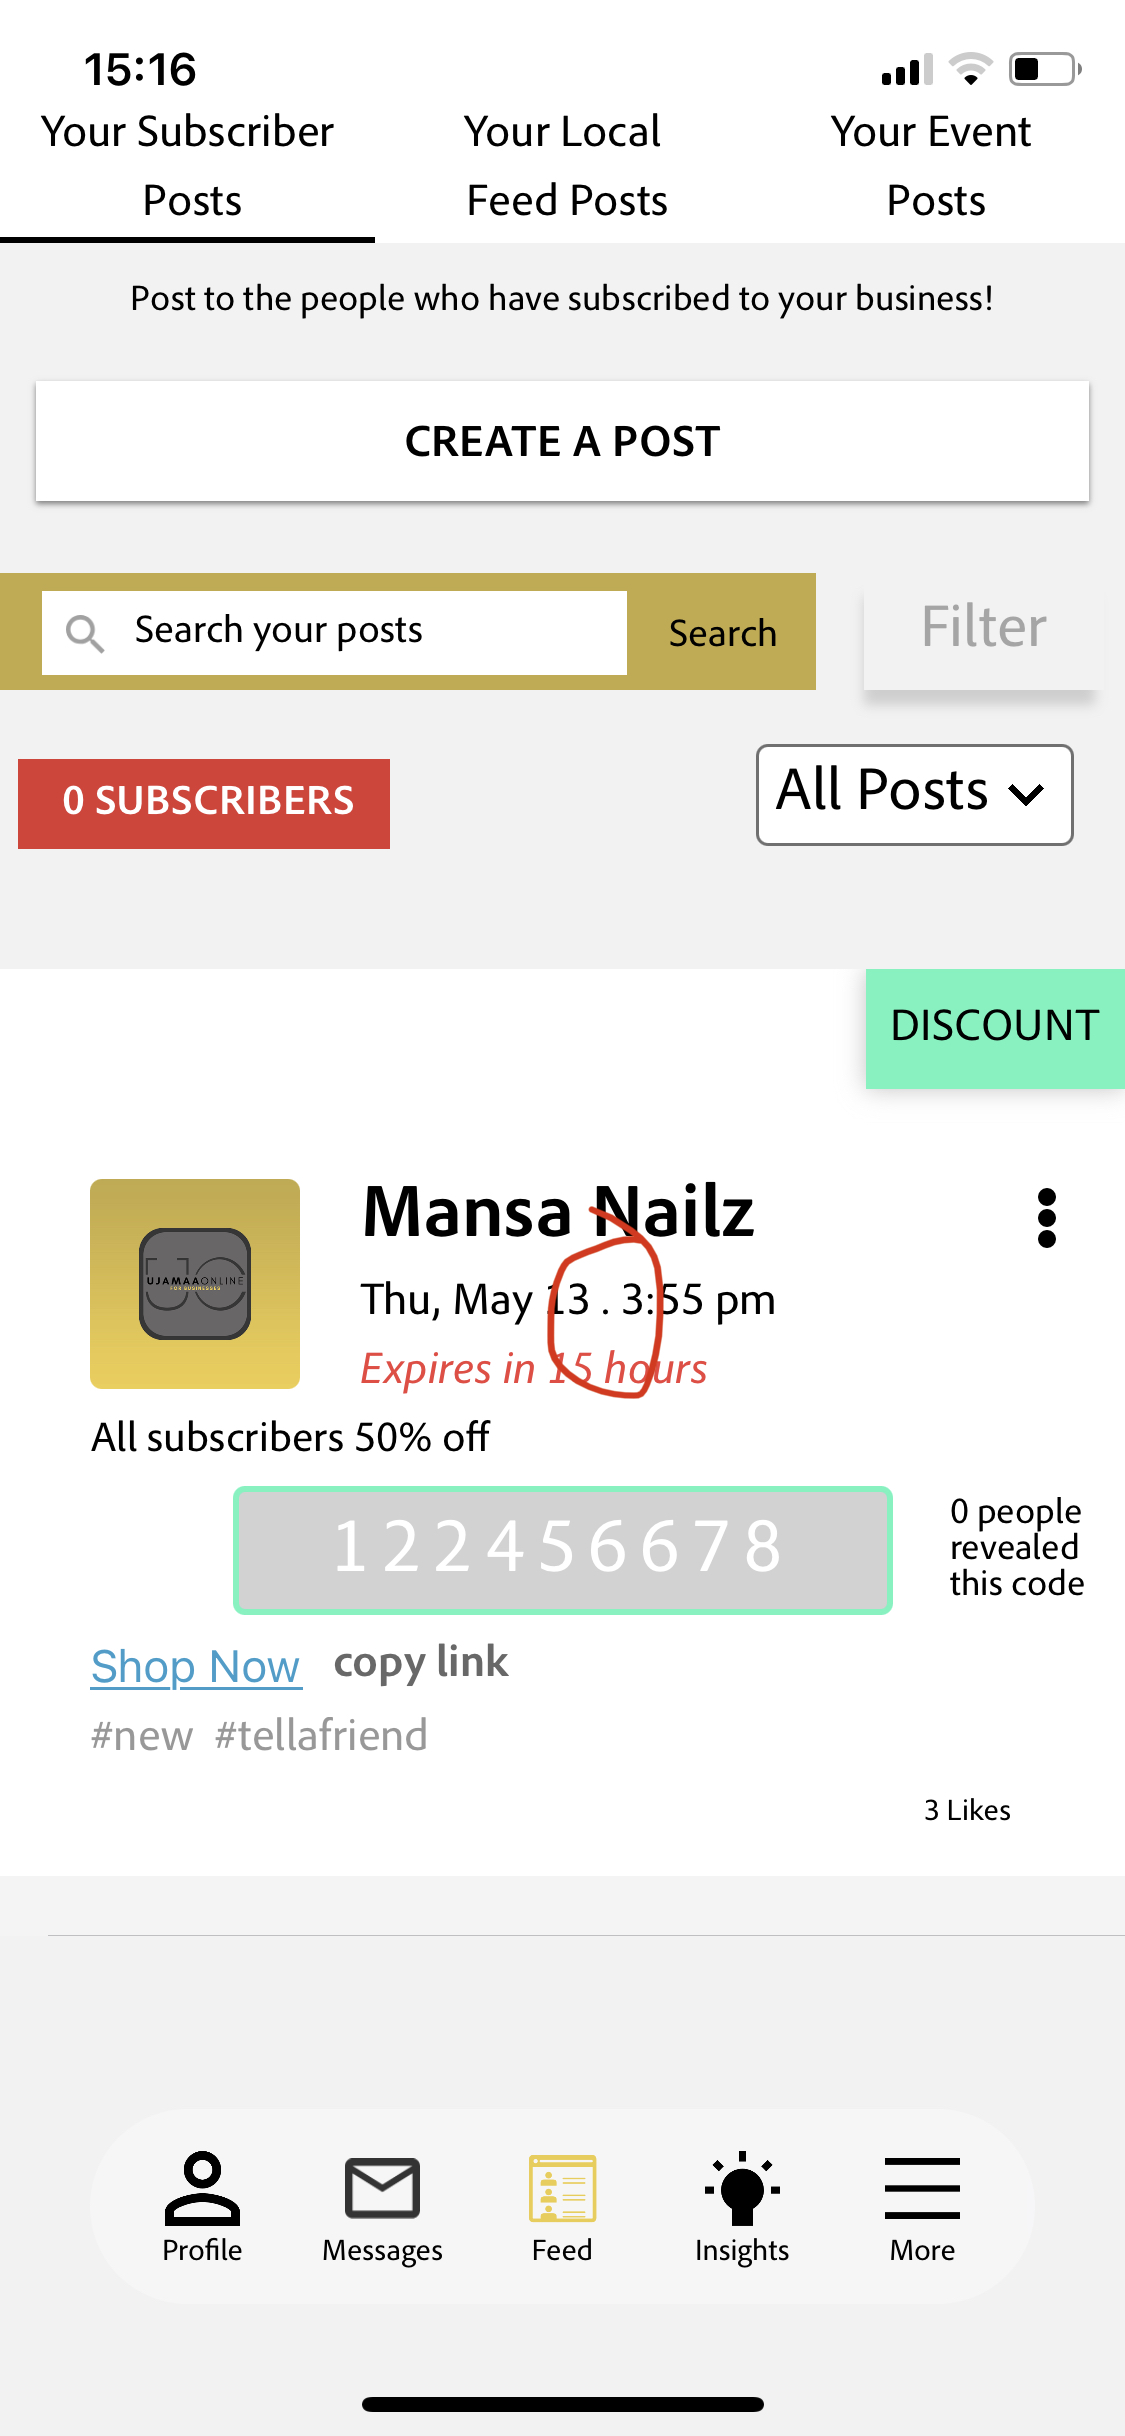 15:16
Your Subscriber Posts
Your Local Feed Posts
Your Event Posts
Post to the people who have subscribed to your business!
CREATE A POST
Search your posts
Search
Filter
0 SUBSCRIBERS
All Posts
DISCOUNT
Mansa Nailz
Thu, May 13 . 3:55 pm
Expires in 15 hours
UJAMAAONLINE
FOR BUSINESSES
All subscribers 50% off
122456678
0 people
revealed
this code
Shop Now copy link
#new #tellafriend
3 Likes
Profile
Messages
Feed
Insights
More